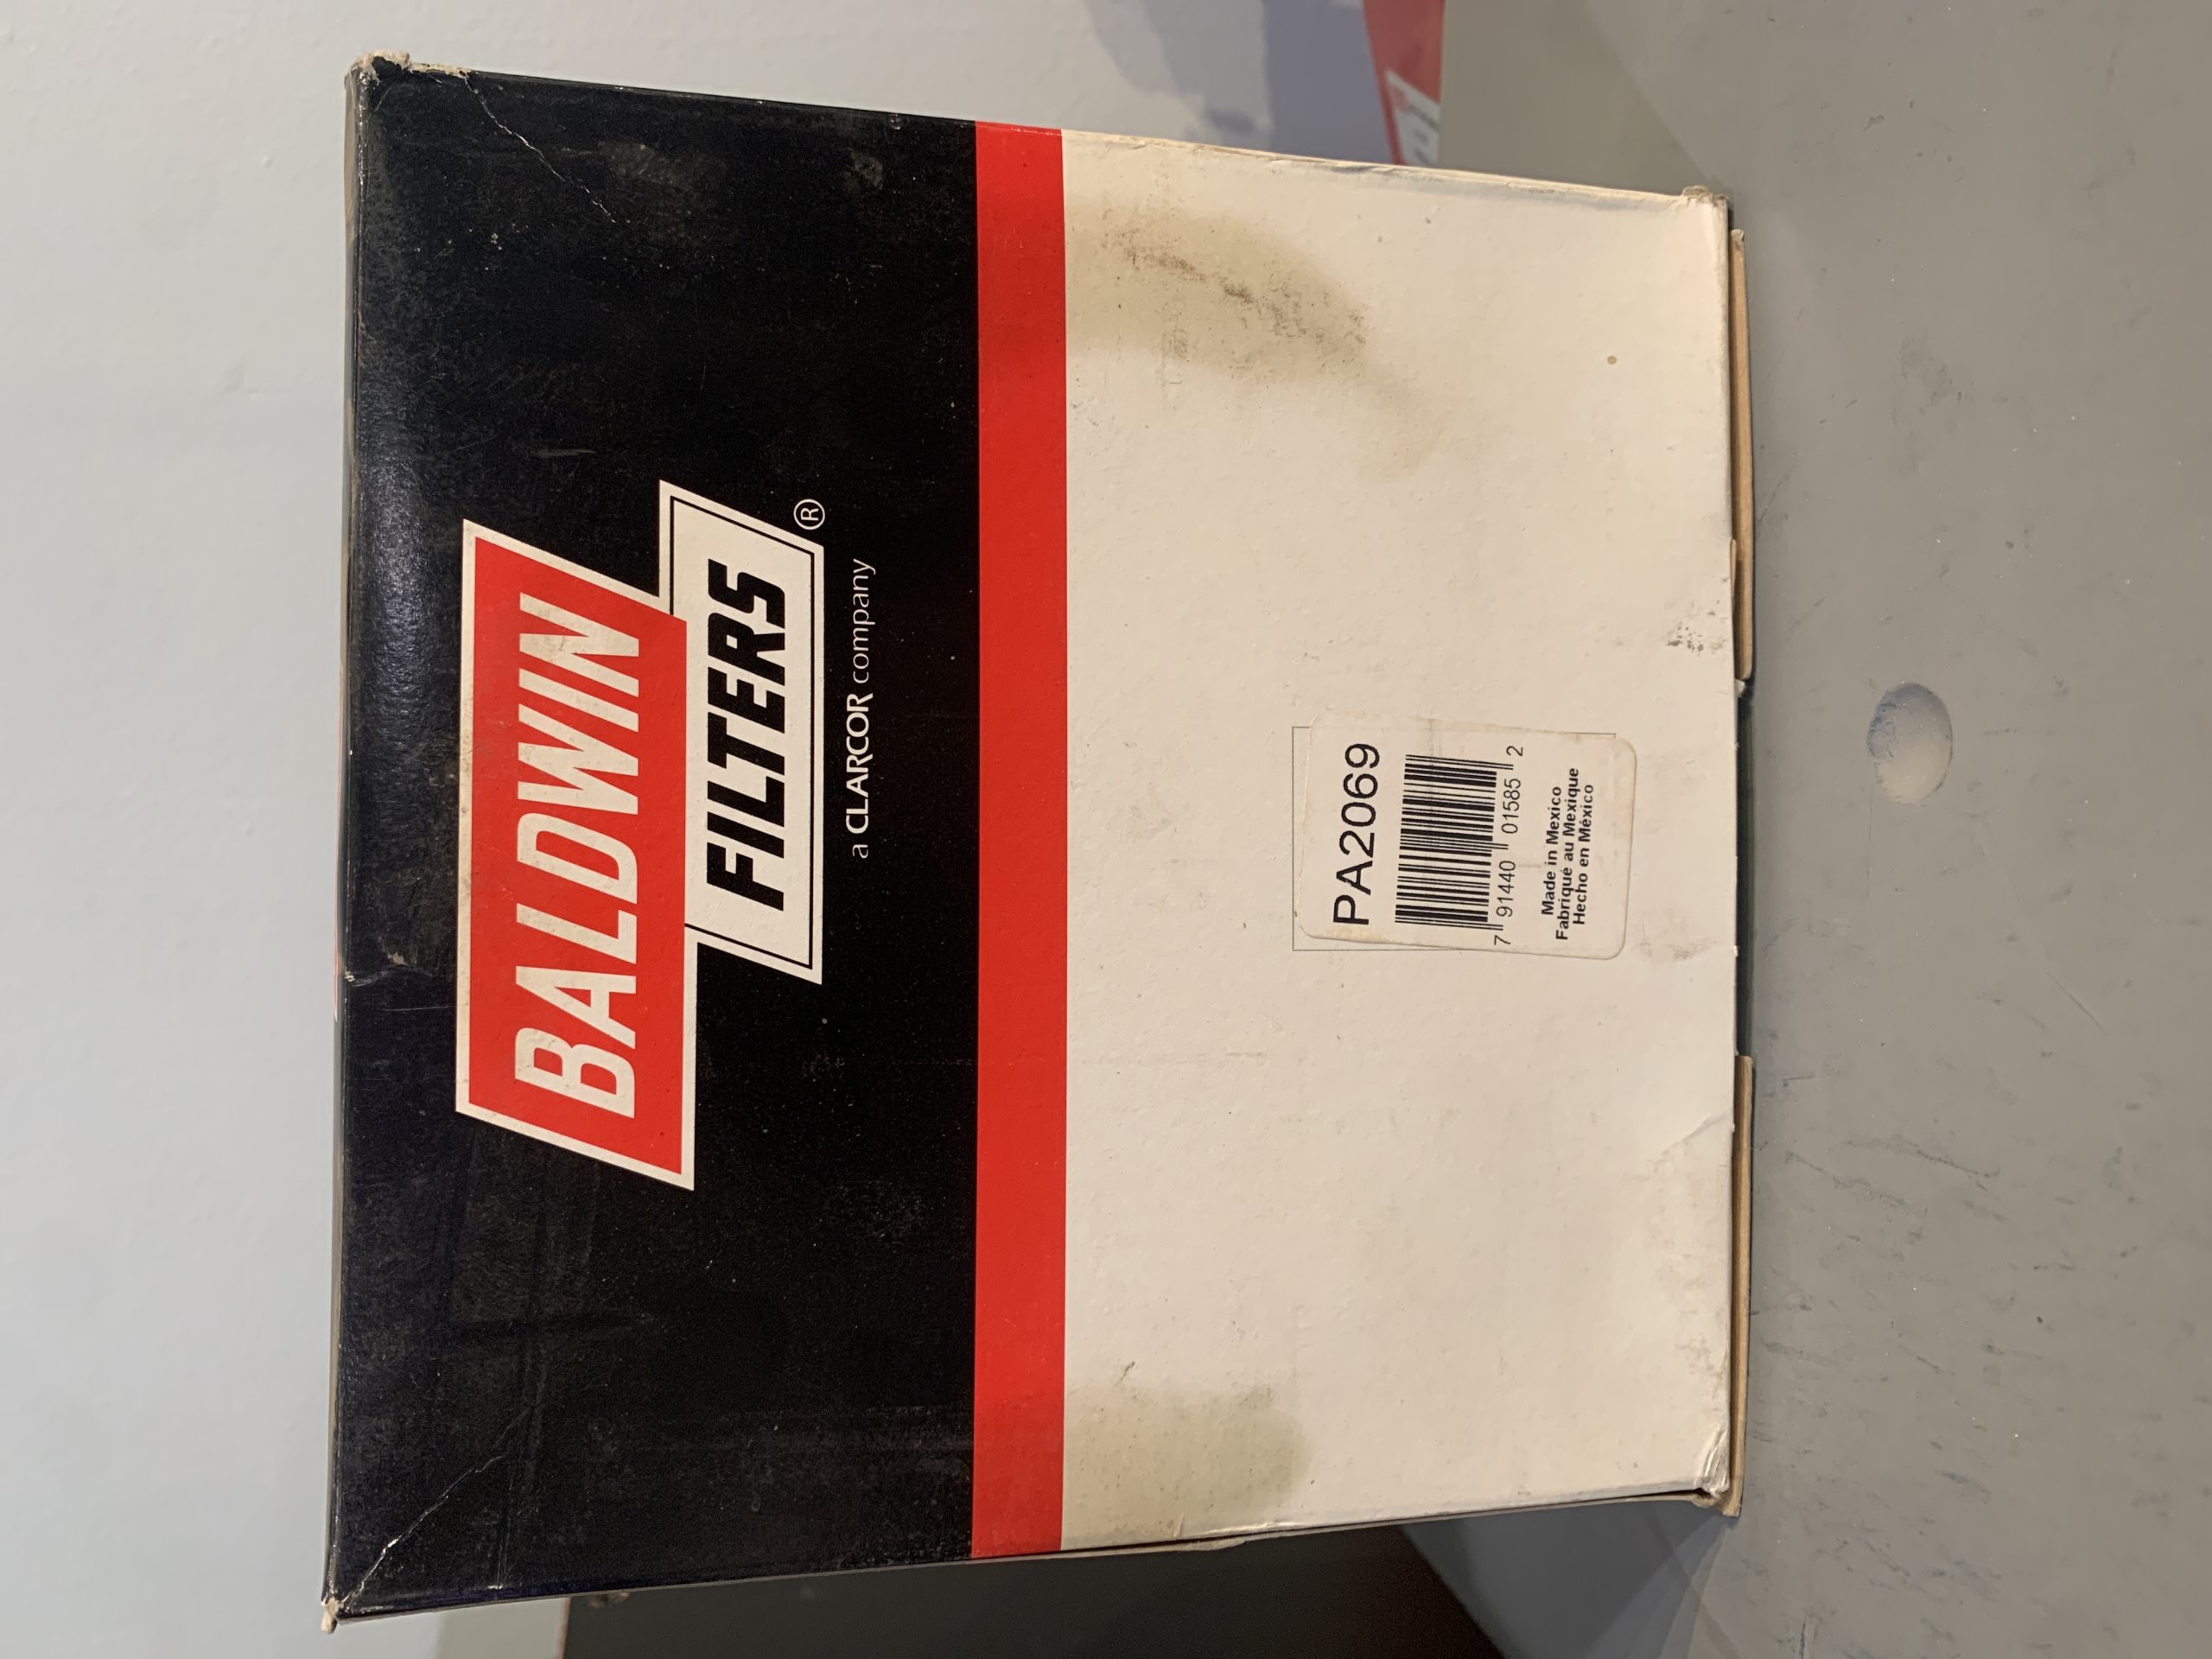 BALDWIN
FILTERS®
a CLARCOR company
PA2069
7 91440 01585 2
Made in Mexico
Fabriqué au Mexique
Hecho en México